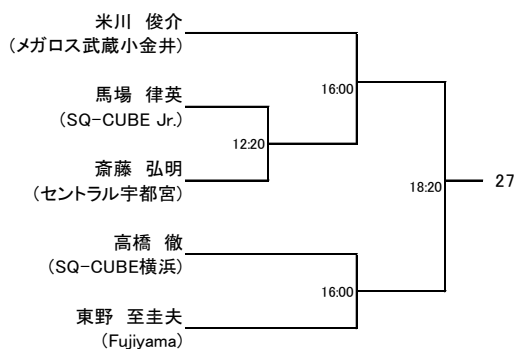 米川 俊介
(メガロス武蔵小金井)
16:00
馬場 律英
(SQ-CUBE Jr.)
12:20
斎藤 弘明
(セントラル宇都宮)
18:20
27
高橋 徹
(SQ-CUBE横浜)
16:00
東野 至圭夫
(Fujiyama)